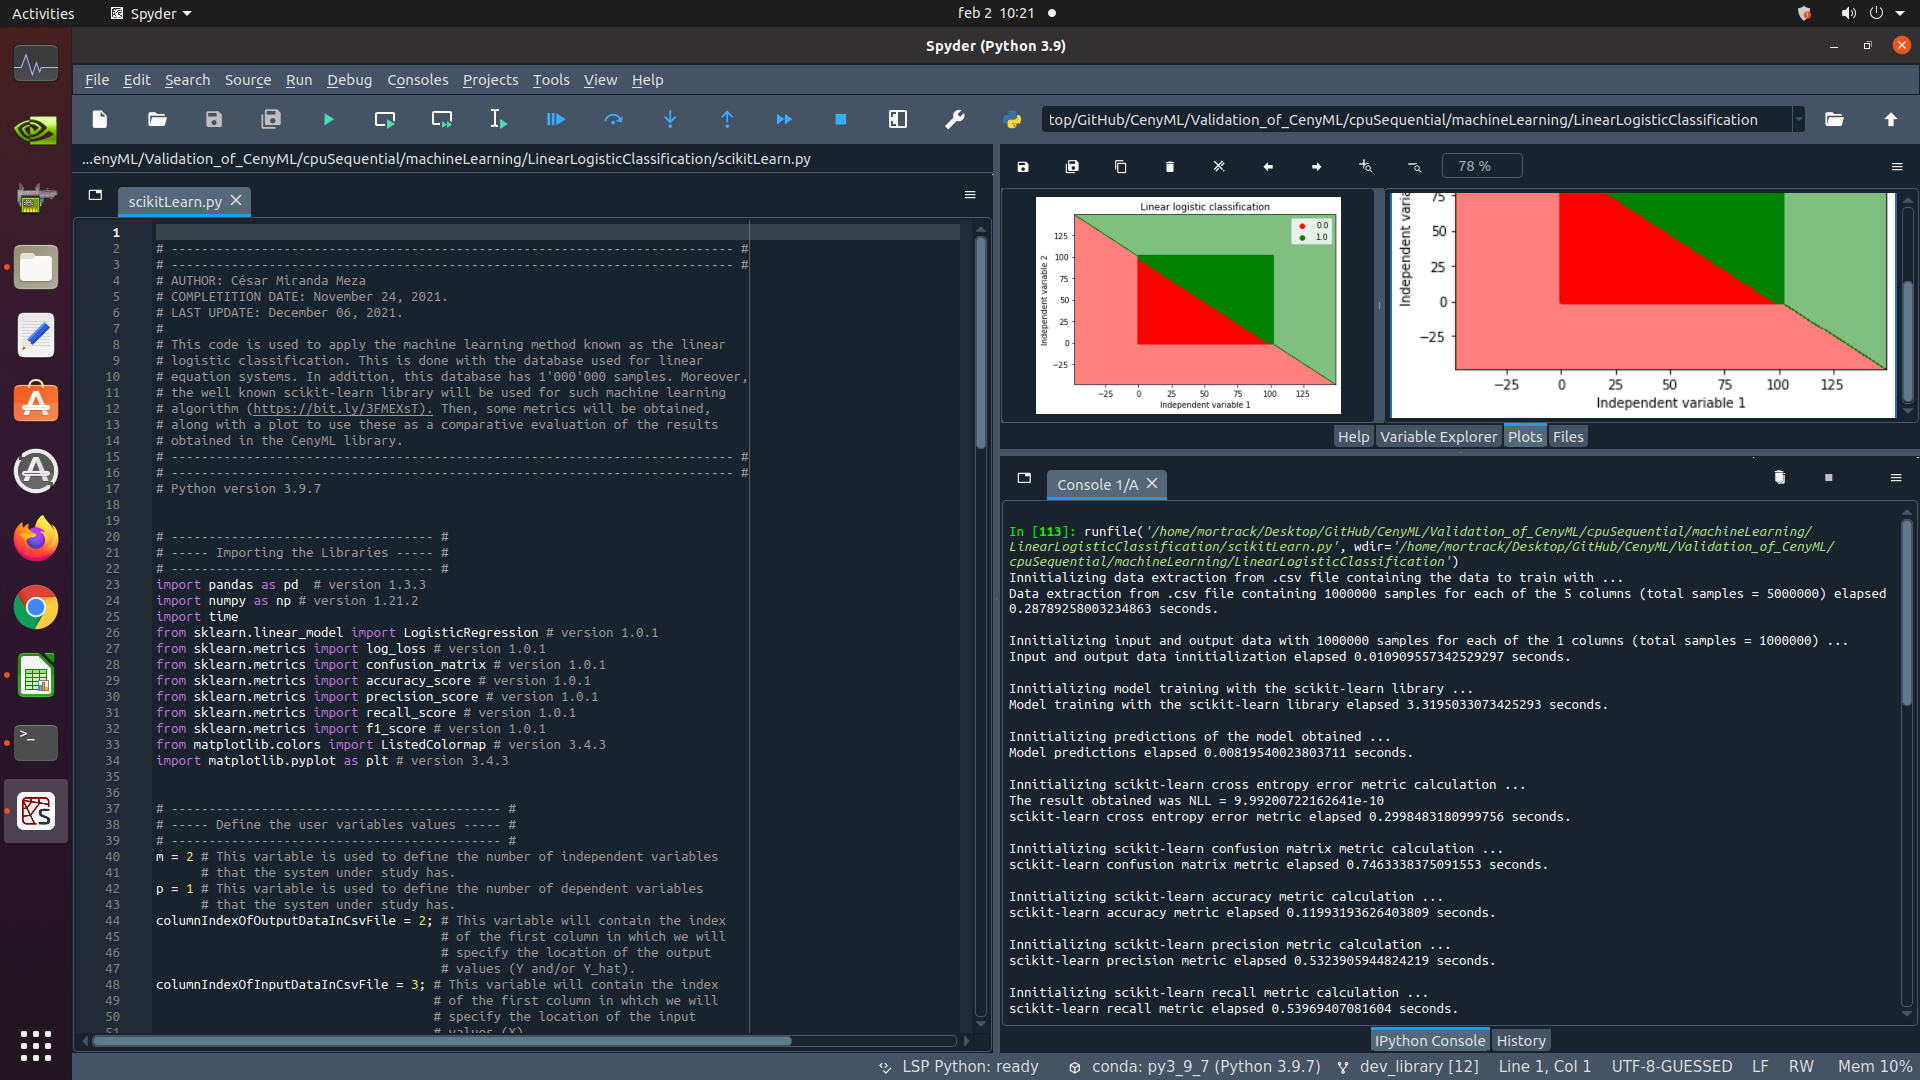 Activities
Spyder
feb 2 10:21
Spyder (Python 3.9)
File Edit Search Source Run Debug Consoles Projects Tools View Help
top/GitHub/CenyML/Validation_of_CenyML/cpuSequential/machineLearning/LinearLogisticClassification
...enyML/Validation_of_CenyML/cpuSequential/machineLearning/LinearLogisticClassification/scikitLearn.py
scikitLearn.py
1
2 # --------------------------------------------------------------------------- #
3 # --------------------------------------------------------------------------- #
4 # AUTHOR: César Miranda Meza
5 # COMPLETITION DATE: November 24, 2021.
6 # LAST UPDATE: December 06, 2021.
7 #
8 # This code is used to apply the machine learning method known as the linear
9 # logistic classification. This is done with the database used for linear
10 # equation systems. In addition, this database has 1'000'000 samples. Moreover,
11 # the well known scikit-learn library will be used for such machine learning
12 # algorithm (https://bit.ly/3FMEXsT). Then, some metrics will be obtained,
13 # along with a plot to use these as a comparative evaluation of the results
14 # obtained in the CenyML library.
15 # --------------------------------------------------------------------------- #
16 # --------------------------------------------------------------------------- #
17 # Python version 3.9.7
18
19
20 # ----------------------------------- #
21 # ----- Importing the Libraries ----- #
22 # ----------------------------------- #
23 import pandas as pd  # version 1.3.3
24 import numpy as np # version 1.21.2
25 import time
26 from sklearn.linear_model import LogisticRegression # version 1.0.1
27 from sklearn.metrics import log_loss # version 1.0.1
28 from sklearn.metrics import confusion_matrix # version 1.0.1
29 from sklearn.metrics import accuracy_score # version 1.0.1
30 from sklearn.metrics import precision_score # version 1.0.1
31 from sklearn.metrics import recall_score # version 1.0.1
32 from sklearn.metrics import f1_score # version 1.0.1
33 from matplotlib.colors import ListedColormap # version 3.4.3
34 import matplotlib.pyplot as plt # version 3.4.3
35
36
37 # -------------------------------------------- #
38 # ----- Define the user variables values ----- #
39 # -------------------------------------------- #
40 m = 2 # This variable is used to define the number of independent variables
41 # that the system under study has.
42 p = 1 # This variable is used to define the number of dependent variables
43 # that the system under study has.
44 columnIndexOfOutputDataInCsvFile = 2; # This variable will contain the index
45 # of the first column in which we will
46 # specify the location of the output
47 # values (Y and/or Y_hat).
48 columnIndexOfInputDataInCsvFile = 3; # This variable will contain the index
49 # of the first column in which we will
50 # specify the location of the input
51 # values (X)
78 %
Linear logistic classification
0.0
1.0
125
100
75
50
25
0
−25
Independent variable 2
−25 0 25 50 75 100 125
Independent variable 1
75
50
25
0
−25
Independent varia
−25 0 25 50 75 100 125
Independent variable 1
Help Variable Explorer Plots Files
Console 1/A
In [113]: runfile('/home/mortrack/Desktop/GitHub/CenyML/Validation_of_CenyML/cpuSequential/machineLearning/
LinearLogisticClassification/scikitLearn.py', wdir='/home/mortrack/Desktop/GitHub/CenyML/Validation_of_CenyML/
cpuSequential/machineLearning/LinearLogisticClassification')
Innitializing data extraction from .csv file containing the data to train with ...
Data extraction from .csv file containing 1000000 samples for each of the 5 columns (total samples = 5000000) elapsed
0.28789258003234863 seconds.
Innitializing input and output data with 1000000 samples for each of the 1 columns (total samples = 1000000) ...
Input and output data innitialization elapsed 0.010909557342529297 seconds.
Innitializing model training with the scikit-learn library ...
Model training with the scikit-learn library elapsed 3.3195033073425293 seconds.
Innitializing predictions of the model obtained ...
Model predictions elapsed 0.00819540023803711 seconds.
Innitializing scikit-learn cross entropy error metric calculation ...
The result obtained was NLL = 9.99200722162641e-10
scikit-learn cross entropy error metric elapsed 0.2998483180999756 seconds.
Innitializing scikit-learn confusion matrix metric calculation ...
scikit-learn confusion matrix metric elapsed 0.7463338375091553 seconds.
Innitializing scikit-learn accuracy metric calculation ...
scikit-learn accuracy metric elapsed 0.11993193626403809 seconds.
Innitializing scikit-learn precision metric calculation ...
scikit-learn precision metric elapsed 0.5323905944824219 seconds.
Innitializing scikit-learn recall metric calculation ...
scikit-learn recall metric elapsed 0.53969407081604 seconds.
IPython Console History
LSP Python: ready conda: py3_9_7 (Python 3.9.7) dev_library [12] Line 1, Col 1 UTF-8-GUESSED LF RW Mem 10%